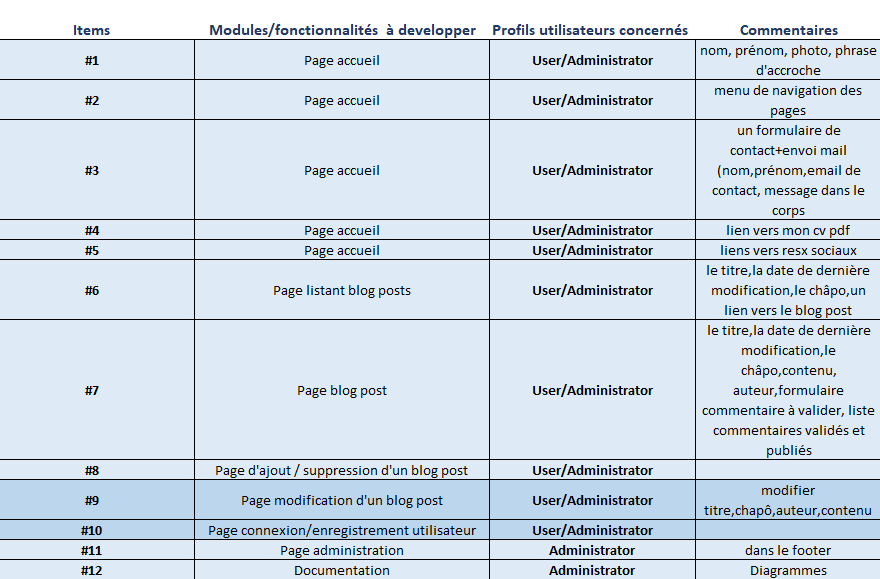 Items Modules/fonctionnalités à developper Profils utilisateurs concernés Commentaires
#1 Page accueil User/Administrator nom, prénom, photo, phrase
d'accroche
#2 Page accueil User/Administrator menu de navigation des
pages
#3 Page accueil User/Administrator un formulaire de
contact+envoi mail
(nom,prénom,email de
contact, message dans le
corps
#4 Page accueil User/Administrator lien vers mon cv pdf
#5 Page accueil User/Administrator liens vers resx sociaux
#6 Page listant blog posts User/Administrator le titre,la date de dernière
modification,le châpo,un
lien vers le blog post
#7 Page blog post User/Administrator le titre,la date de dernière
modification,le
châpo,contenu,
auteur,formulaire
commentaire à valider, liste
commentaires validés et
publiés
#8 Page d'ajout / suppression d'un blog post User/Administrator
#9 Page modification d'un blog post User/Administrator modifier
titre,chapô,auteur,contenu
#10 Page connexion/enregistrement utilisateur User/Administrator
#11 Page administration Administrator dans le footer
#12 Documentation Administrator Diagrammes